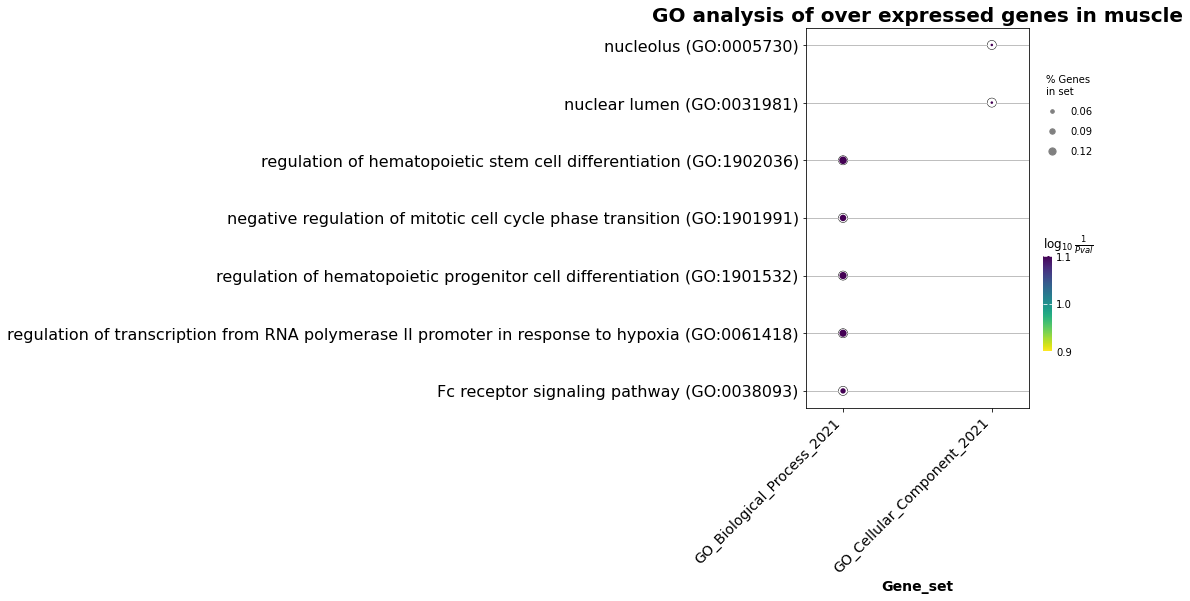 GO analysis of over expressed genes in muscle
nucleolus (GO:0005730)
nuclear lumen (GO:0031981)
regulation of hematopoietic stem cell differentiation (GO:1902036)
negative regulation of mitotic cell cycle phase transition (GO:1901991)
regulation of hematopoietic progenitor cell differentiation (GO:1901532)
regulation of transcription from RNA polymerase II promoter in response to hypoxia (GO:0061418)
Fc receptor signaling pathway (GO:0038093)
GO_Biological_Process_2021
GO_Cellular_Component_2021
Gene_set
% Genes
in set
0.06
0.09
0.12
log₁₀ 1/Pval
1.1
1.0
0.9